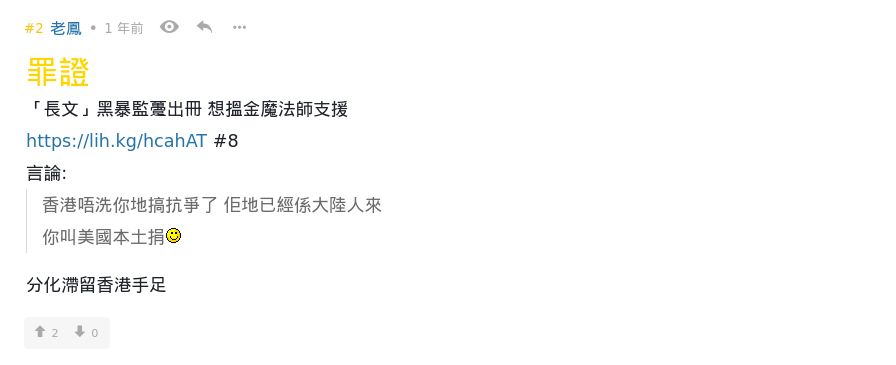 #2 老鳳 • 1 年前
罪證
「長文」黑暴監躉出冊 想搵金魔法師支援
https://lih.kg/hcahAT #8
言論:
香港唔洗你地搞抗爭了 佢地已經係大陸人來
你叫美國本土捐
分化滯留香港手足
2 0